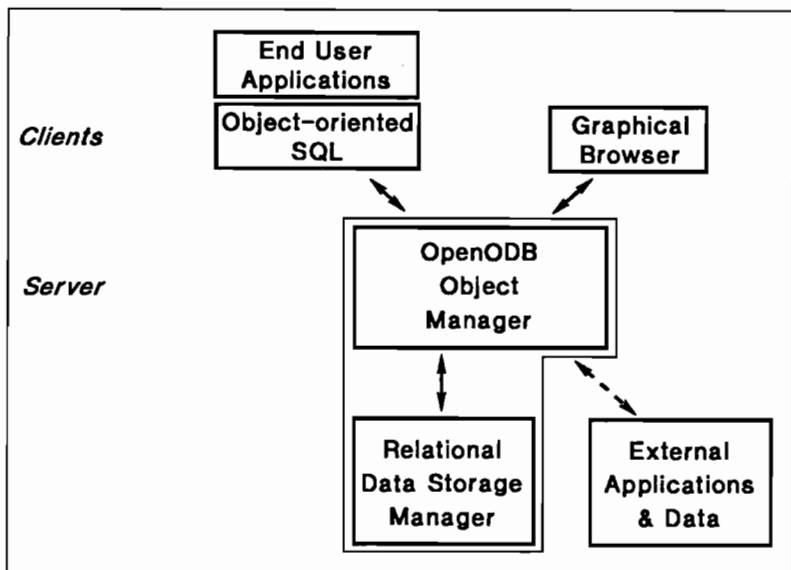 End User
Applications
Clients
Object-oriented
SQL
Graphical
Browser
Server
OpenODB
Object
Manager
Relational
Data Storage
Manager
External
Applications
& Data